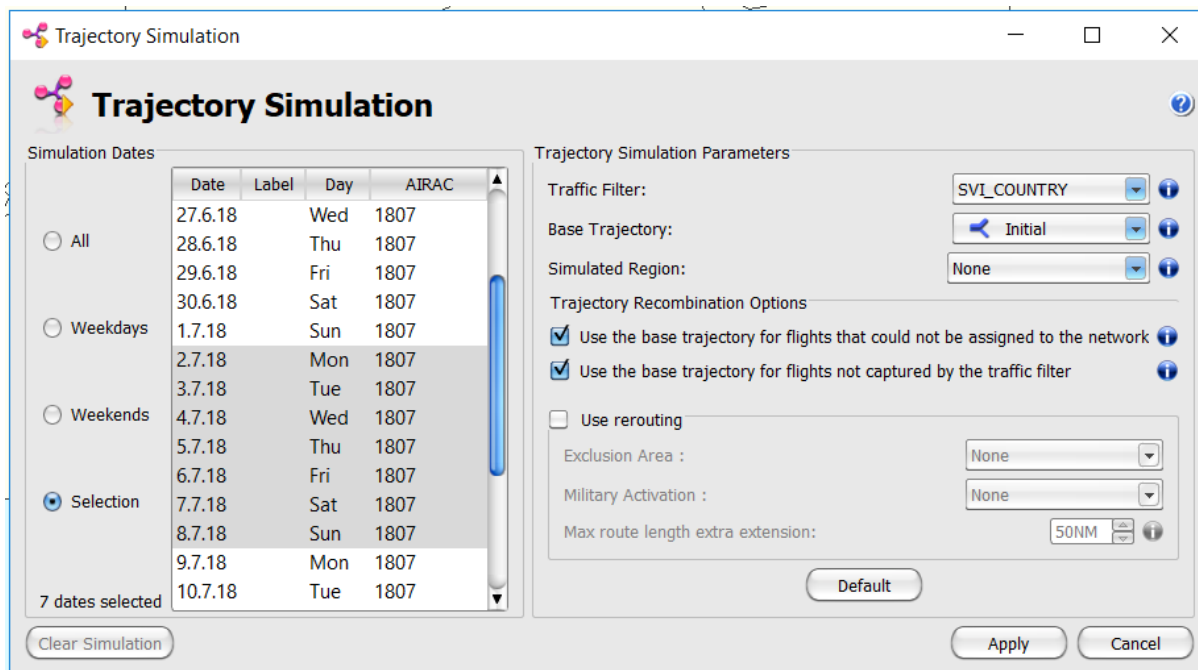 Trajectory Simulation
Trajectory Simulation
Simulation Dates
Date Label Day AIRAC
27.6.18 Wed 1807
28.6.18 Thu 1807
29.6.18 Fri 1807
30.6.18 Sat 1807
1.7.18 Sun 1807
2.7.18 Mon 1807
3.7.18 Tue 1807
4.7.18 Wed 1807
5.7.18 Thu 1807
6.7.18 Fri 1807
7.7.18 Sat 1807
8.7.18 Sun 1807
9.7.18 Mon 1807
10.7.18 Tue 1807
All
Weekdays
Weekends
Selection
7 dates selected
Clear Simulation
Trajectory Simulation Parameters
Traffic Filter: SVI_COUNTRY
Base Trajectory: Initial
Simulated Region: None
Trajectory Recombination Options
Use the base trajectory for flights that could not be assigned to the network
Use the base trajectory for flights not captured by the traffic filter
Use rerouting
Exclusion Area : None
Military Activation : None
Max route length extra extension: 50NM
Default
Apply Cancel